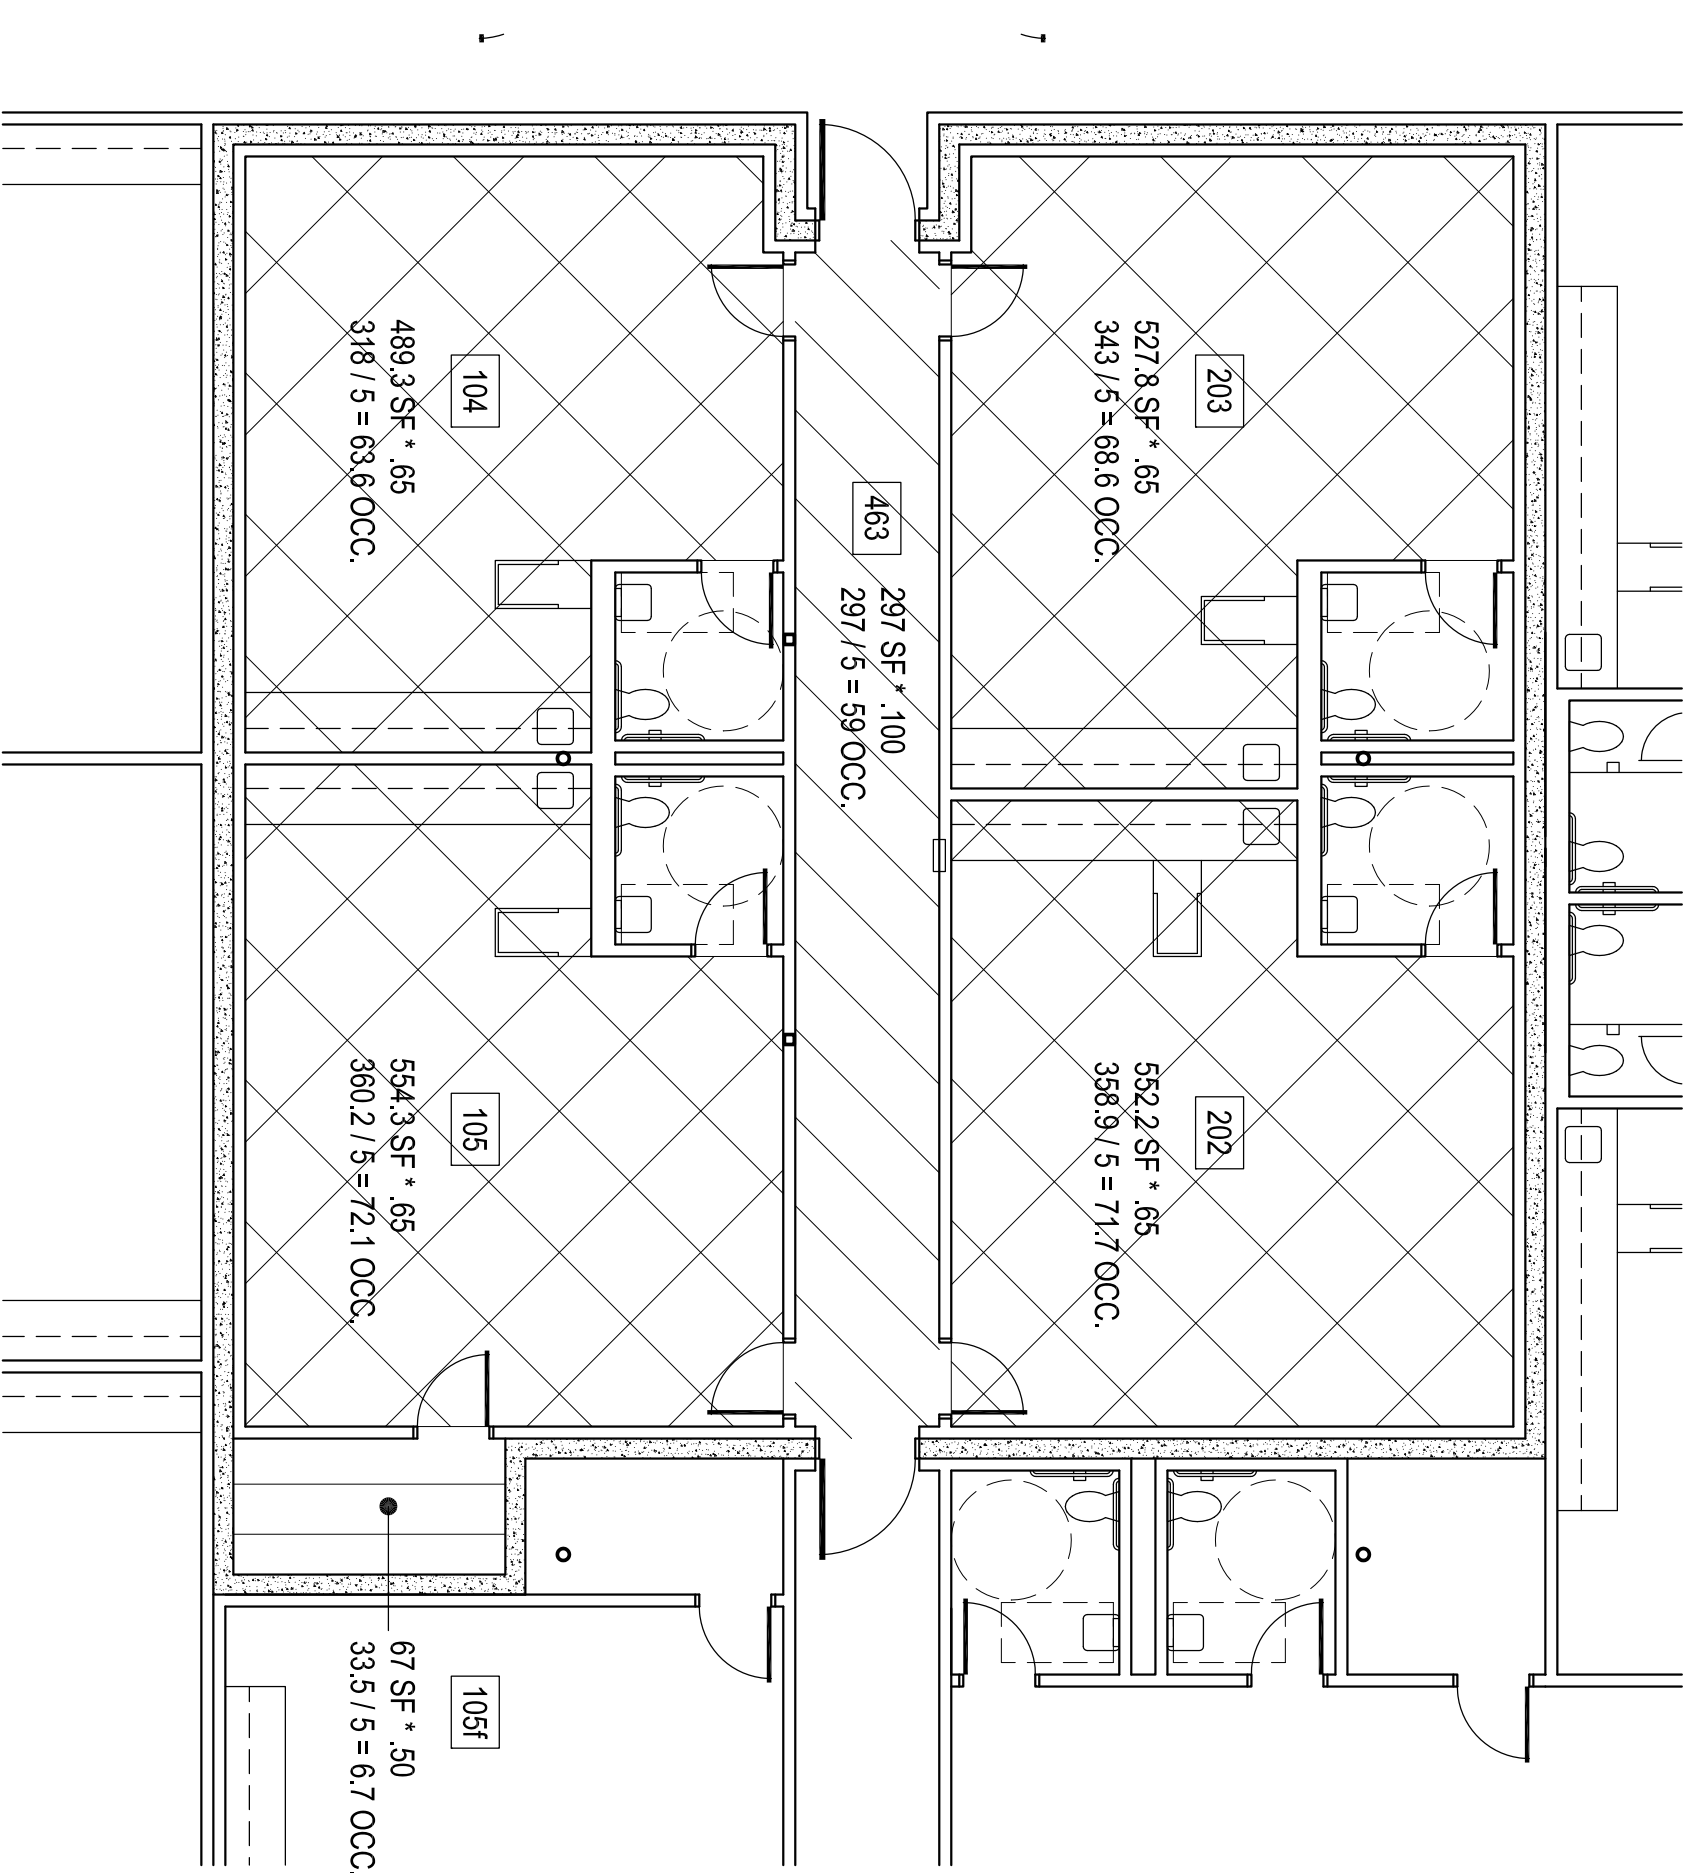 203
527.8 SF * .65
343 / 5 = 68.6 OCC.
202
552.2 SF * .65
358.9 / 5 = 71.7 OCC.
463
297 SF * .100
297 / 5 = 59 OCC.
104
489.3 SF * .65
318 / 5 = 63.6 OCC.
105
554.3 SF * .65
360.2 / 5 = 72.1 OCC.
105f
67 SF * .50
33.5 / 5 = 6.7 OCC.